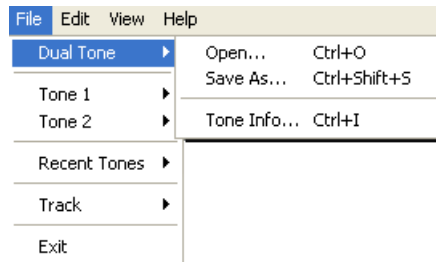 File Edit View Help
Dual Tone
Open... Ctrl+O
Save As... Ctrl+Shift+S
Tone Info... Ctrl+I
Tone 1
Tone 2
Recent Tones
Track
Exit